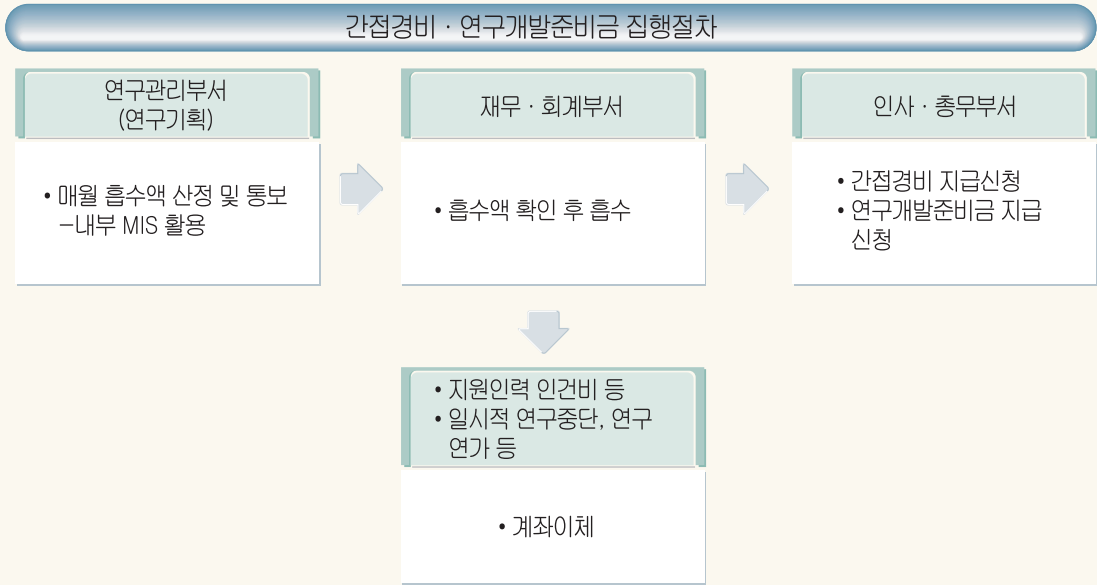 간접경비 · 연구개발준비금 집행절차
연구관리부서
(연구기획)
• 매월 흡수액 산정 및 통보
-내부 MIS 활용
재무 · 회계부서
• 흡수액 확인 후 흡수
인사 · 총무부서
• 간접경비 지급신청
• 연구개발준비금 지급
신청
• 지원인력 인건비 등
• 일시적 연구중단, 연구
연가 등
• 계좌이체